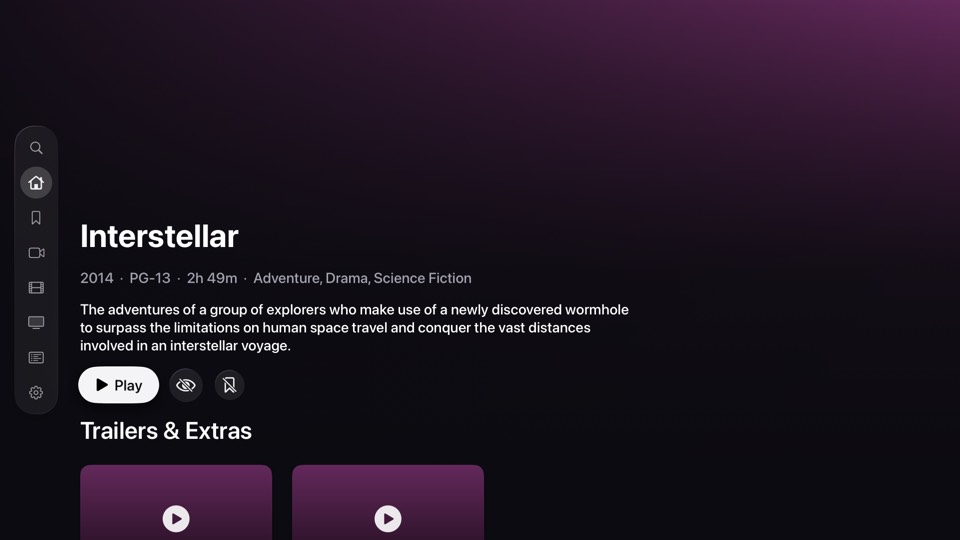 Interstellar
2014 · PG-13 · 2h 49m · Adventure, Drama, Science Fiction
The adventures of a group of explorers who make use of a newly discovered wormhole
to surpass the limitations on human space travel and conquer the vast distances
involved in an interstellar voyage.
Play
Trailers & Extras